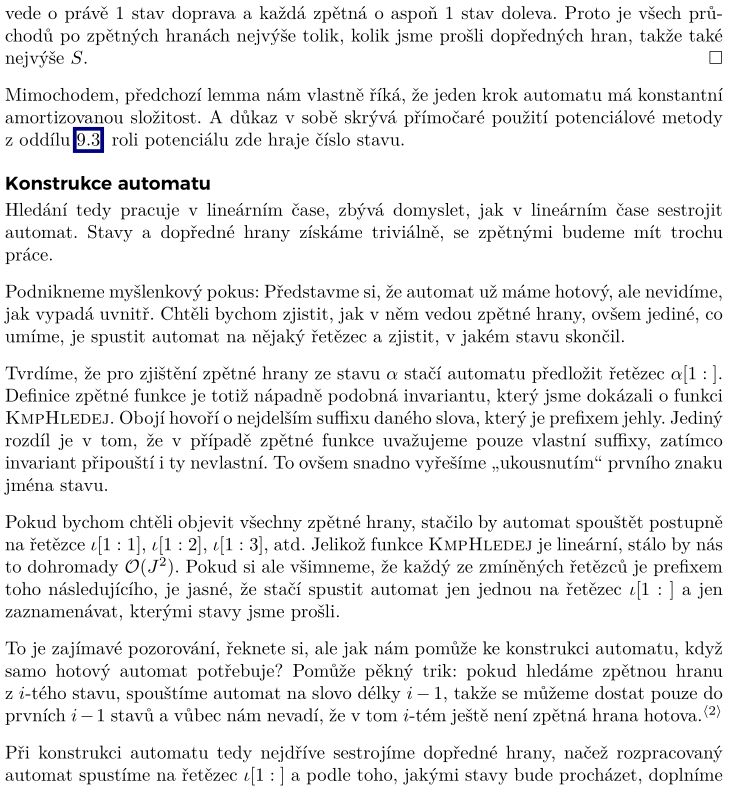 vede o právě 1 stav doprava a každá zpětná o aspoň 1 stav doleva. Proto je všech prů-
chodů po zpětných hranách nejvýše tolik, kolik jsme prošli dopředných hran, takže také
nejvýše S. □
Mimochodem, předchozí lemma nám vlastně říká, že jeden krok automatu má konstantní
amortizovanou složitost. A důkaz v sobě skrývá přímočaré použití potenciálové metody
z oddílu 9.3 roli potenciálu zde hraje číslo stavu.
Konstrukce automatu
Hledání tedy pracuje v lineárním čase, zbývá domyslet, jak v lineárním čase sestrojit
automat. Stavy a dopředné hrany získáme triviálně, se zpětnými budeme mít trochu
práce.
Podnikneme myšlenkový pokus: Představme si, že automat už máme hotový, ale nevidíme,
jak vypadá uvnitř. Chtěli bychom zjistit, jak v něm vedou zpětné hrany, ovšem jediné, co
umíme, je spustit automat na nějaký řetězec a zjistit, v jakém stavu skončil.
Tvrdíme, že pro zjištění zpětné hrany ze stavu α stačí automatu předložit řetězec α[1 : ].
Definice zpětné funkce je totiž nápadně podobná invariantu, který jsme dokázali o funkci
KMPHLEDEJ. Obojí hovoří o nejdelším suffixu daného slova, který je prefixem jehly. Jediný
rozdíl je v tom, že v případě zpětné funkce uvažujeme pouze vlastní suffixy, zatímco
invariant připouští i ty nevlastní. To ovšem snadno vyřešíme „ukousnutím“ prvního znaku
jména stavu.
Pokud bychom chtěli objevit všechny zpětné hrany, stačilo by automat spouštět postupně
na řetězce ι[1 : 1], ι[1 : 2], ι[1 : 3], atd. Jelikož funkce KMPHLEDEJ je lineární, stálo by nás
to dohromady O(J²). Pokud si ale všimneme, že každý ze zmíněných řetězců je prefixem
toho následujícího, je jasné, že stačí spustit automat jen jednou na řetězec ι[1 : ] a jen
zaznamenávat, kterými stavy jsme prošli.
To je zajímavé pozorování, řeknete si, ale jak nám pomůže ke konstrukci automatu, když
samo hotový automat potřebuje? Pomůže pěkný trik: pokud hledáme zpětnou hranu
z i-tého stavu, spouštíme automat na slovo délky i − 1, takže se můžeme dostat pouze do
prvních i − 1 stavů a vůbec nám nevadí, že v tom i-tém ještě není zpětná hrana hotova.⟨2⟩
Při konstrukci automatu tedy nejdříve sestrojíme dopředné hrany, načež rozpracovaný
automat spustíme na řetězec ι[1 : ] a podle toho, jakými stavy bude procházet, doplníme